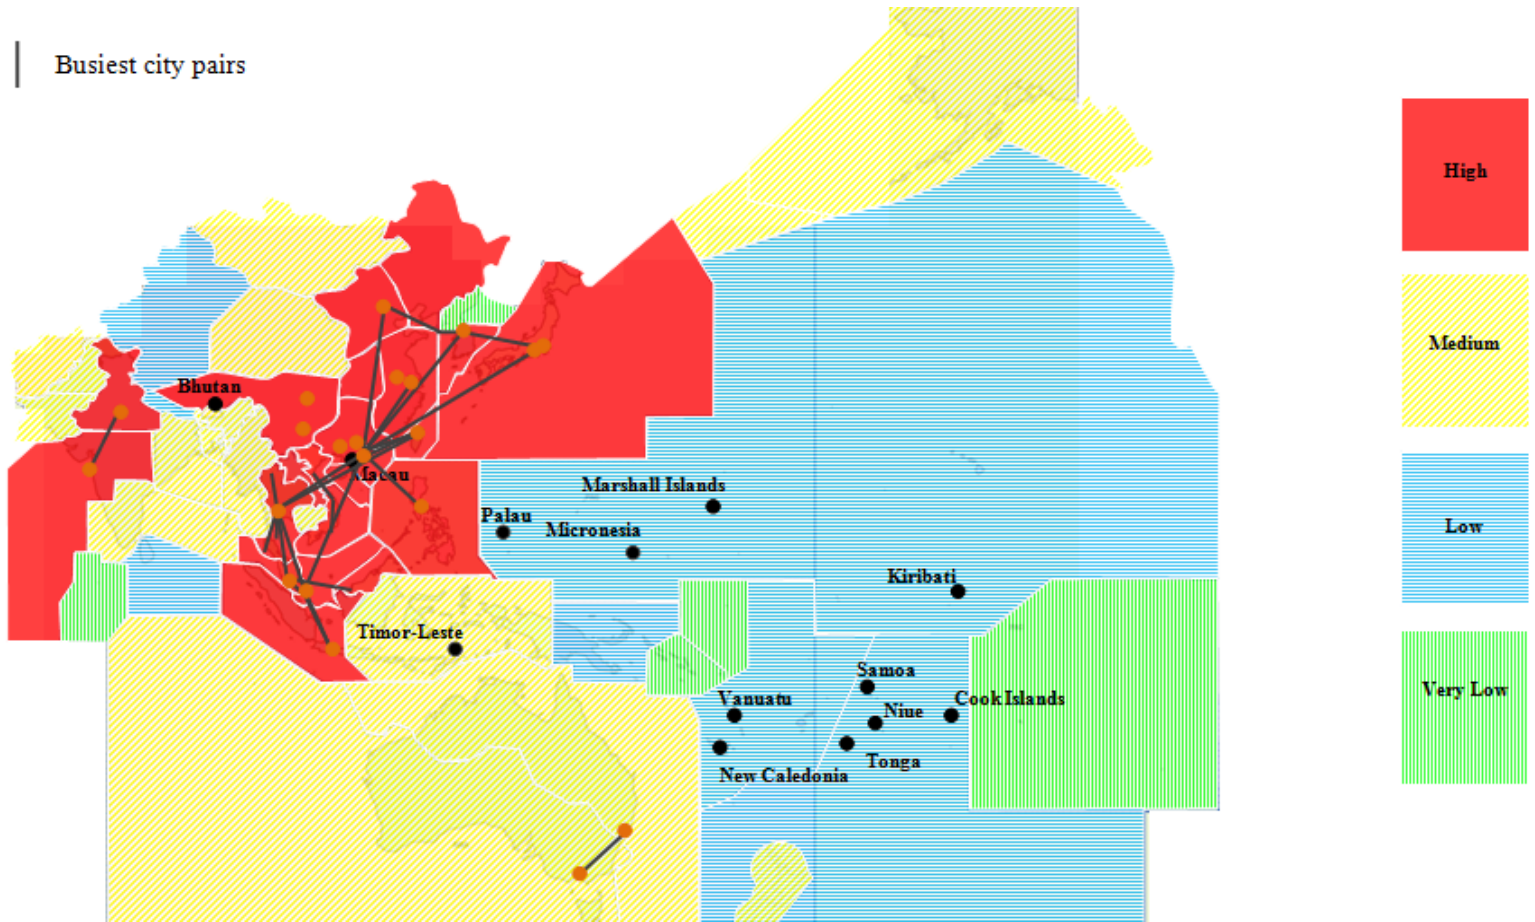 Busiest city pairs
High
Medium
Bhutan
Macau
Marshall Islands
Palau
Micronesia
Low
Kiribati
Timor-Leste
Samoa
Very Low
Vanuatu
Cook Islands
Niue
Tonga
New Caledonia